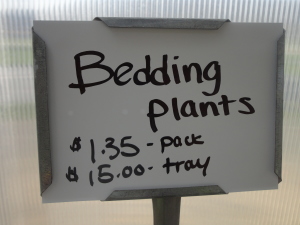 Bedding
plants
$1.35 - pack
$15.00 - tray